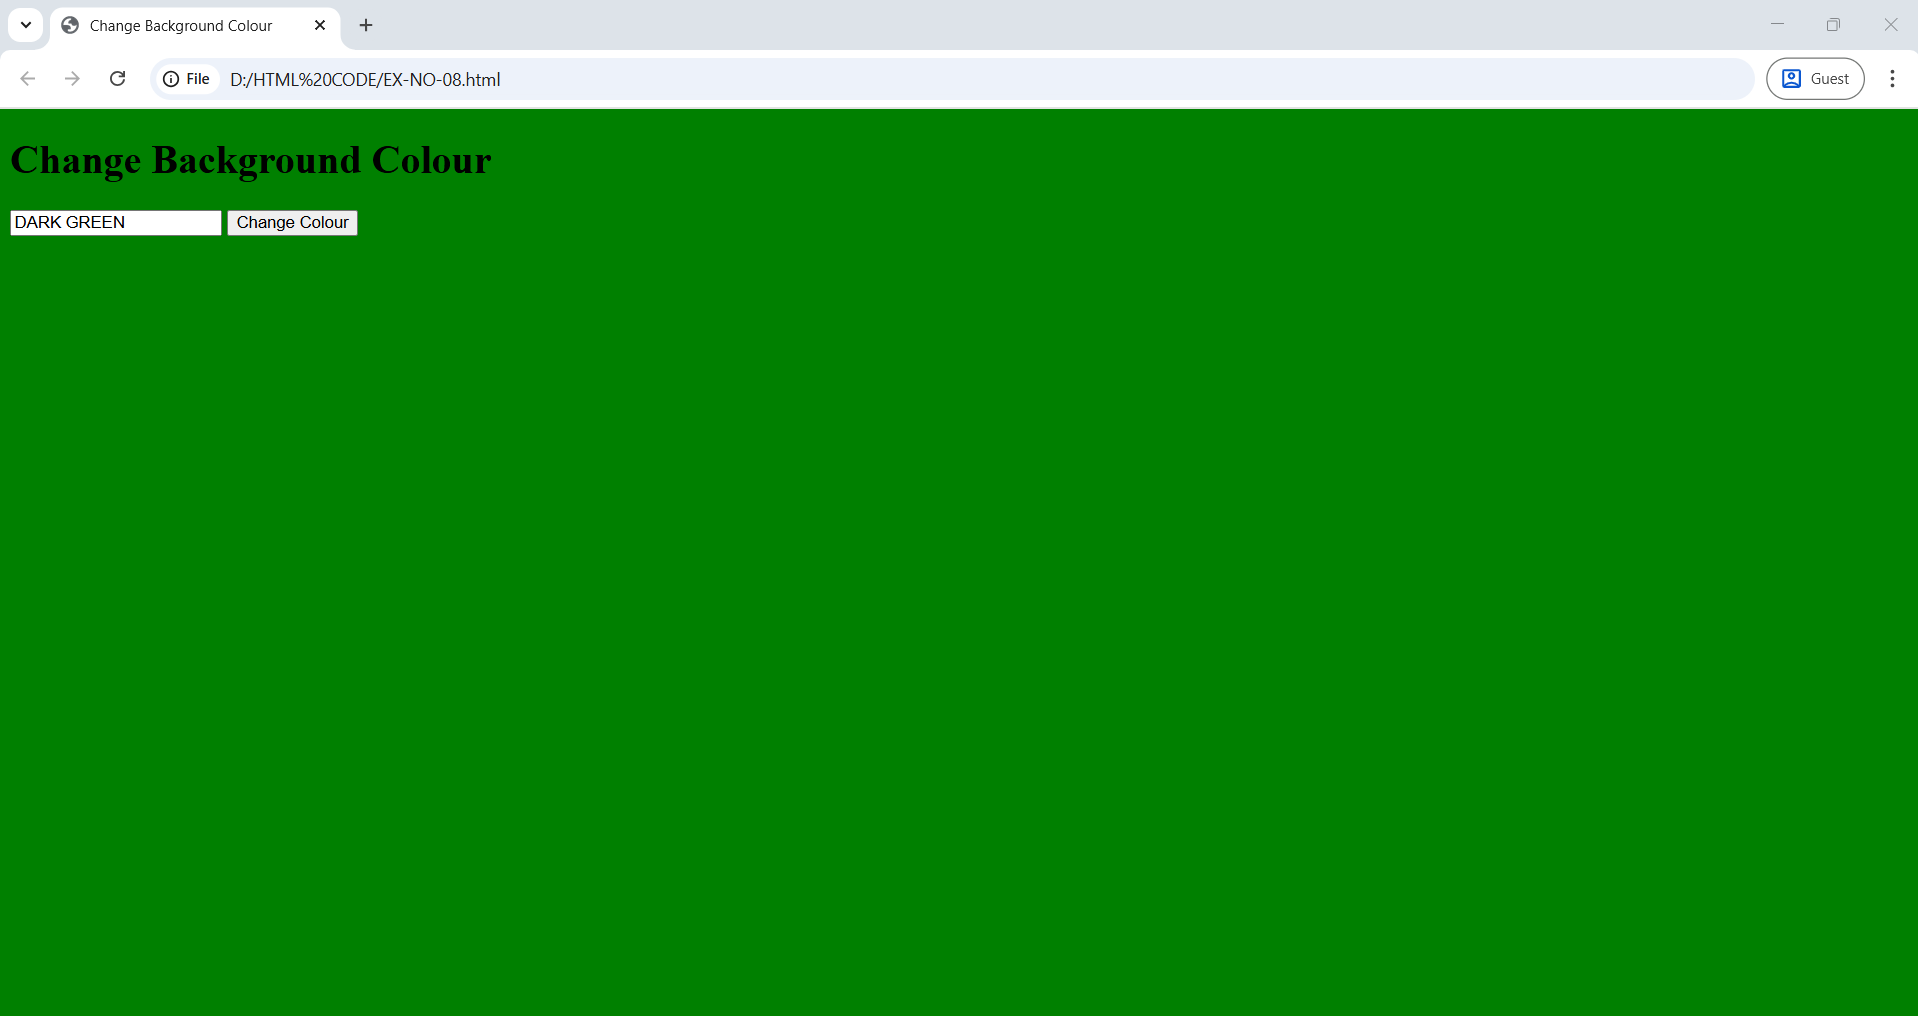 Change Background Colour
File D:/HTML%20CODE/EX-NO-08.html Guest
Change Background Colour
DARK GREEN Change Colour